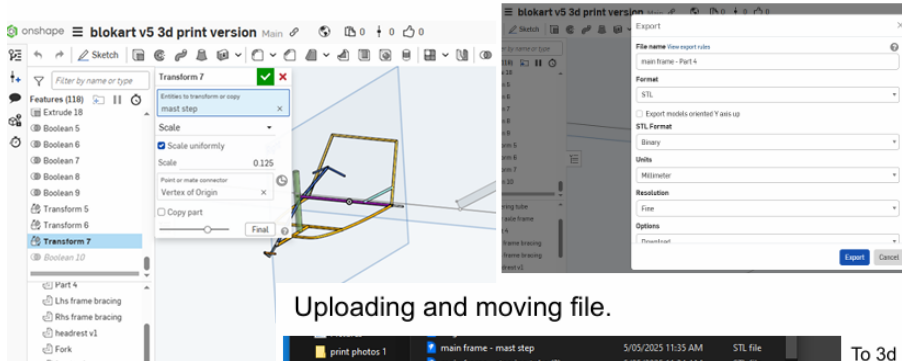 onshape
blokart v5 3d print version Main
0
0
0
Sketch
Filter by name or type
Features (118)
Extrude 18
Boolean 5
Boolean 6
Boolean 7
Boolean 8
Boolean 9
Transform 5
Transform 6
Transform 7
Boolean 10
Part 4
Lhs frame bracing
Rhs frame bracing
headrest v1
Fork
Transform 7
Entities to transform or copy
mast step
Scale
Scale uniformly
Scale 0.125
Point or mate connector
Vertex of Origin
Copy part
Final
blokart v5 3d print version
Sketch
Export
File name View export rules
main frame - Part 4
Format
STL
Export models oriented Y axis up
STL Format
Binary
Units
Millimeter
Resolution
Fine
Options
Download
Export Cancel
Uploading and moving file.
print photos 1
main frame - mast step 5/05/2025 11:35 AM STL file
To 3d